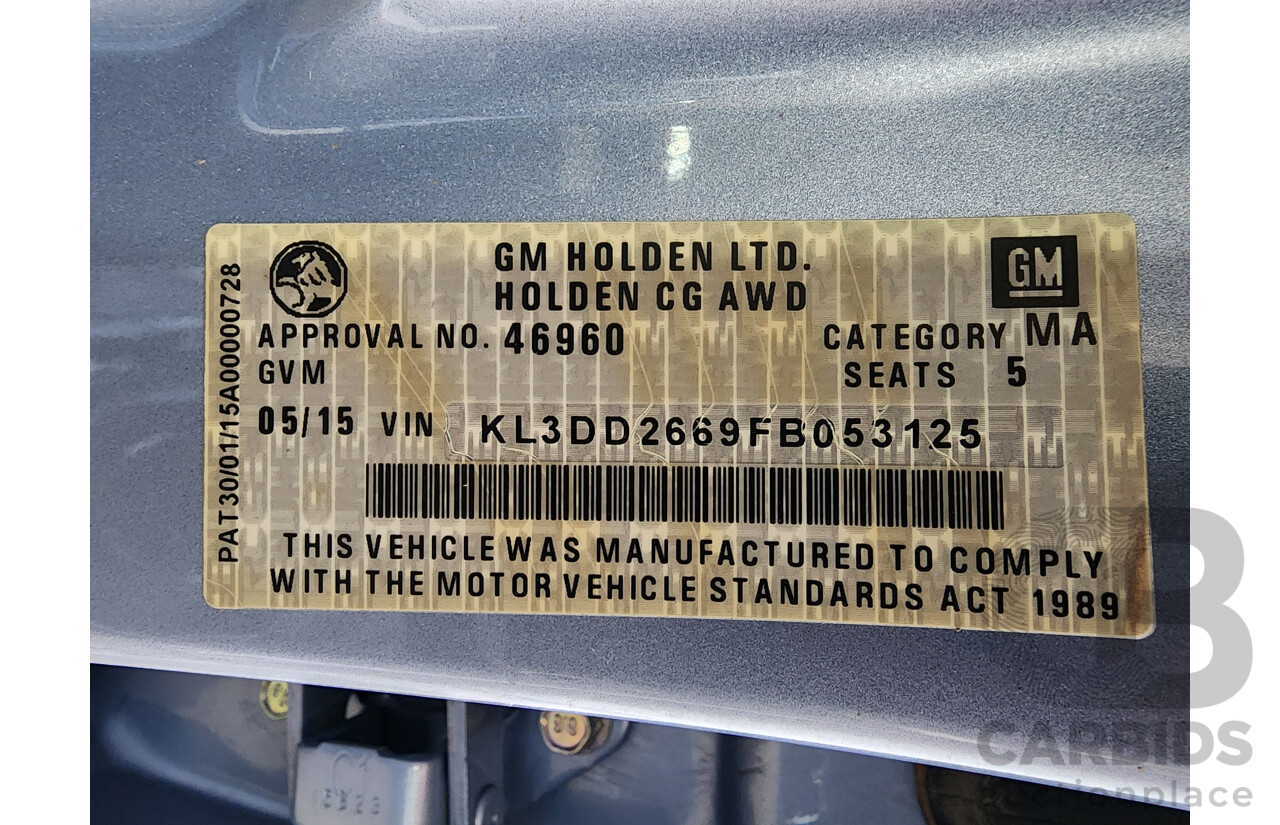 GM HOLDEN LTD.
HOLDEN CG AWD
GM
APPROVAL NO. 46960
CATEGORY MA
GVM
SEATS 5
05/15 VIN KL3DD2669FB053125
THIS VEHICLE WAS MANUFACTURED TO COMPLY
WITH THE MOTOR VEHICLE STANDARDS ACT 1989
PAT30/01/15A00000728
B
CARBIDS
auctionplace